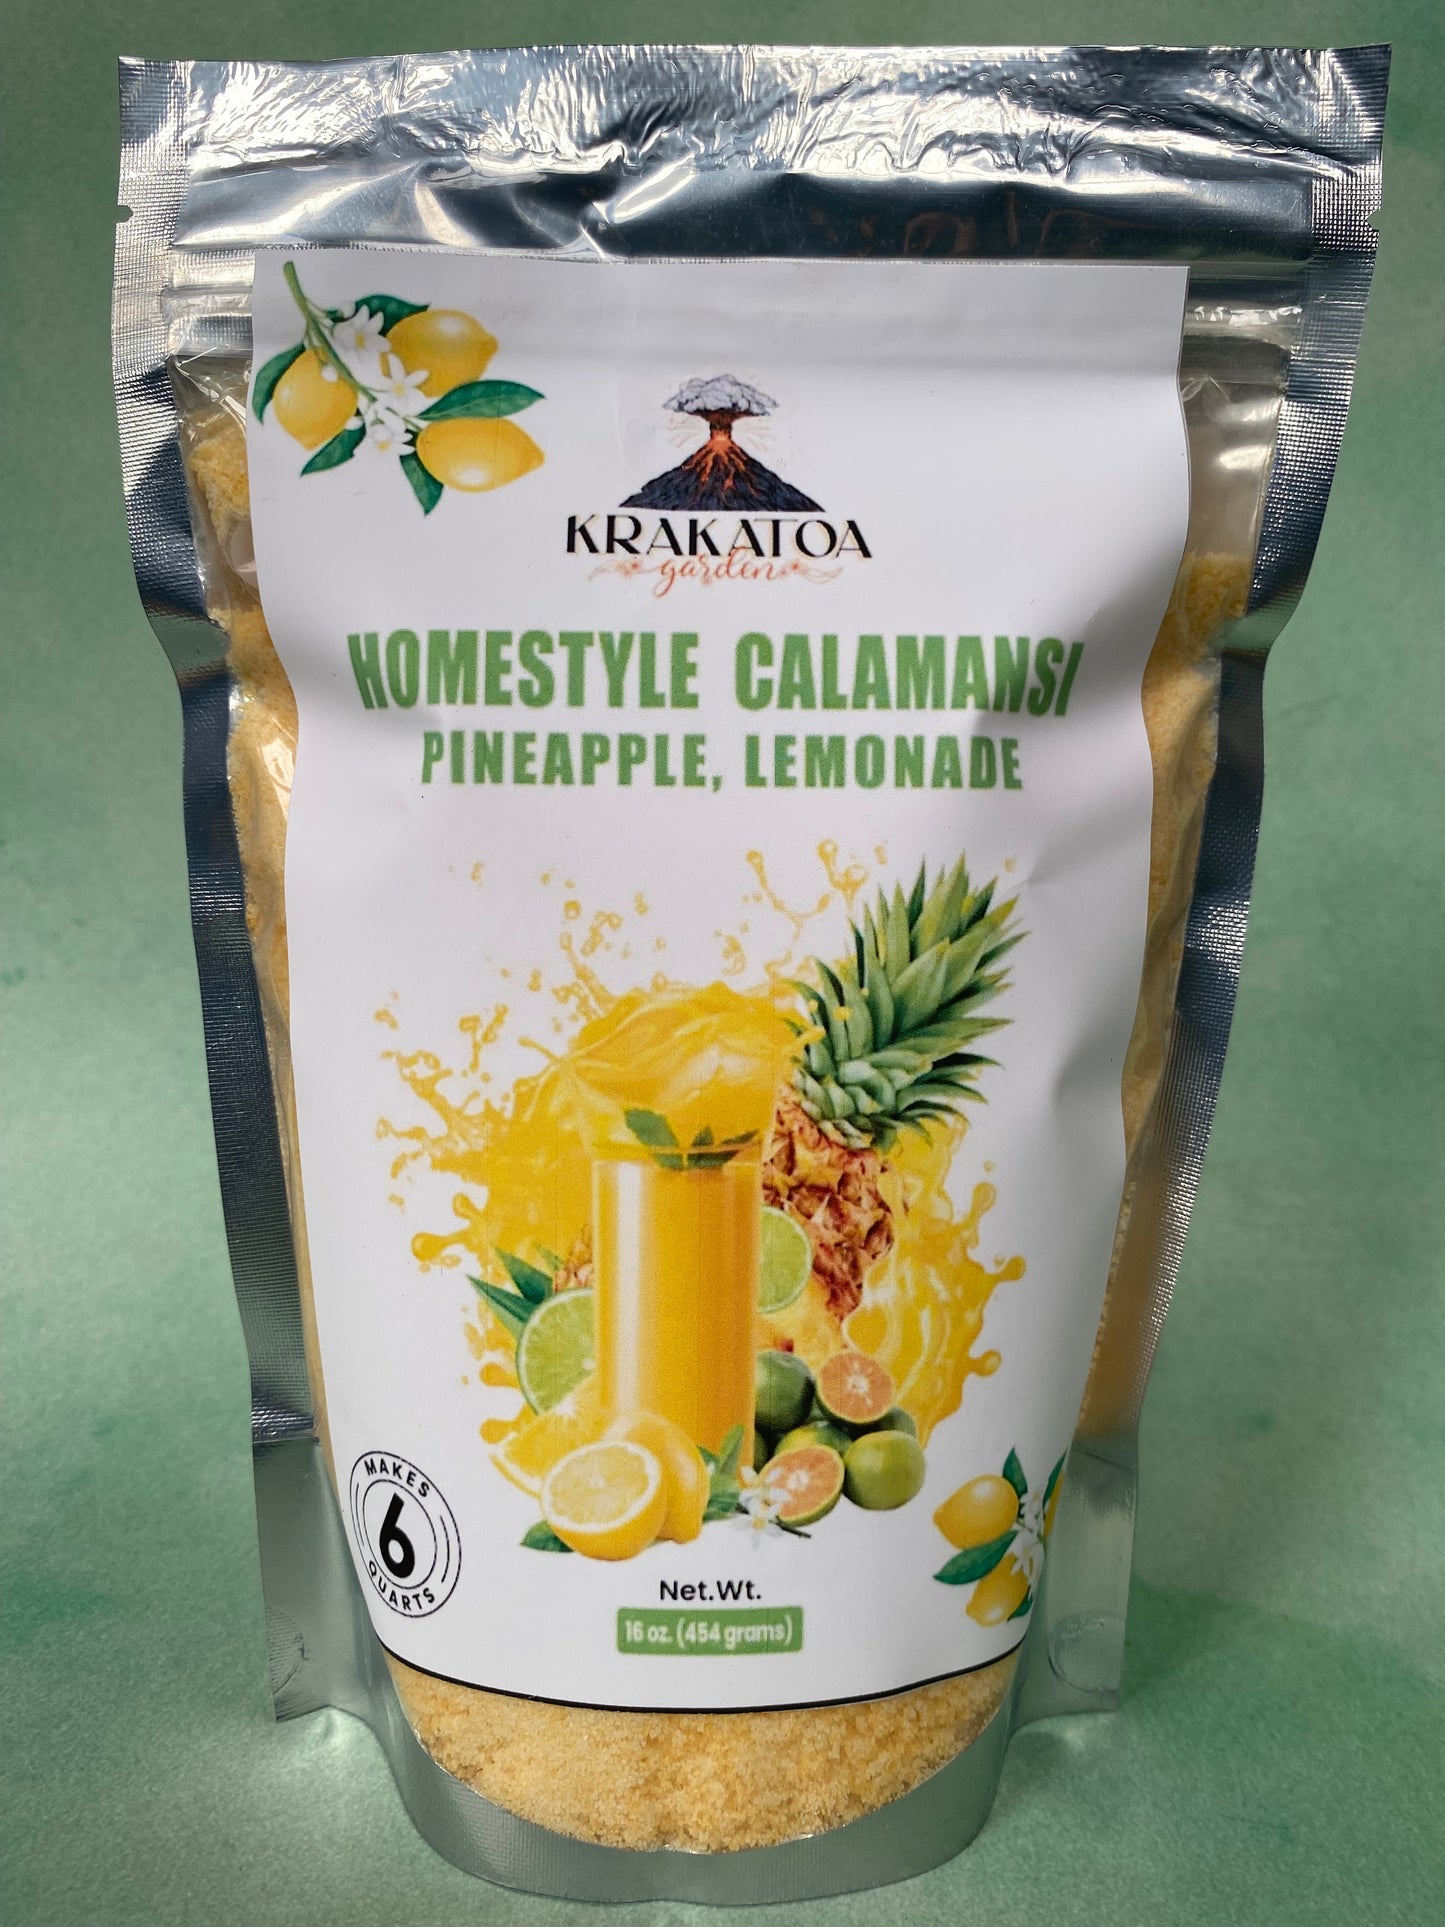 KRAKATOA
garden
HOMESTYLE CALAMANSI
PINEAPPLE, LEMONADE
MAKES
6
QUARTS
Net.Wt.
16 oz. (454 grams)